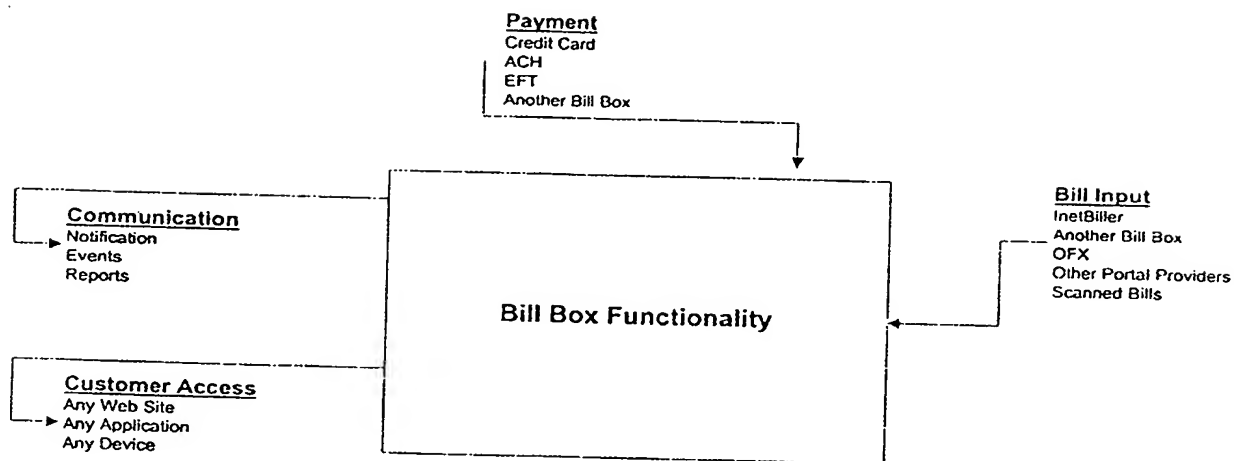 Payment
Credit Card
ACH
EFT
Another Bill Box
Communication
Notification
Events
Reports
Bill Input
InetBiller
Another Bill Box
OFX
Other Portal Providers
Scanned Bills
Bill Box Functionality
Customer Access
Any Web Site
Any Application
Any Device